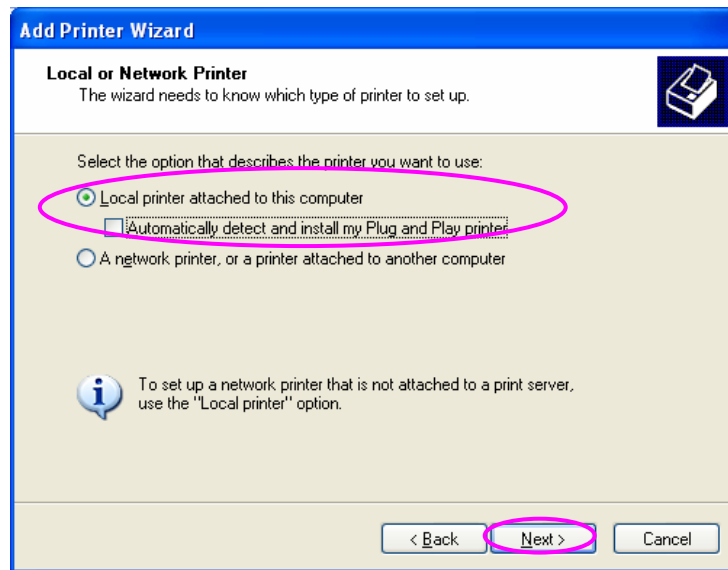 Add Printer Wizard
Local or Network Printer
The wizard needs to know which type of printer to set up.
Select the option that describes the printer you want to use:
Local printer attached to this computer
Automatically detect and install my Plug and Play printer
A network printer, or a printer attached to another computer
To set up a network printer that is not attached to a print server,
use the "Local printer" option.
< Back Next > Cancel